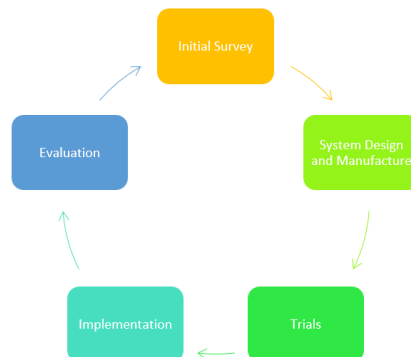 Initial Survey
System Design
and Manufacture
Trials
Implementation
Evaluation